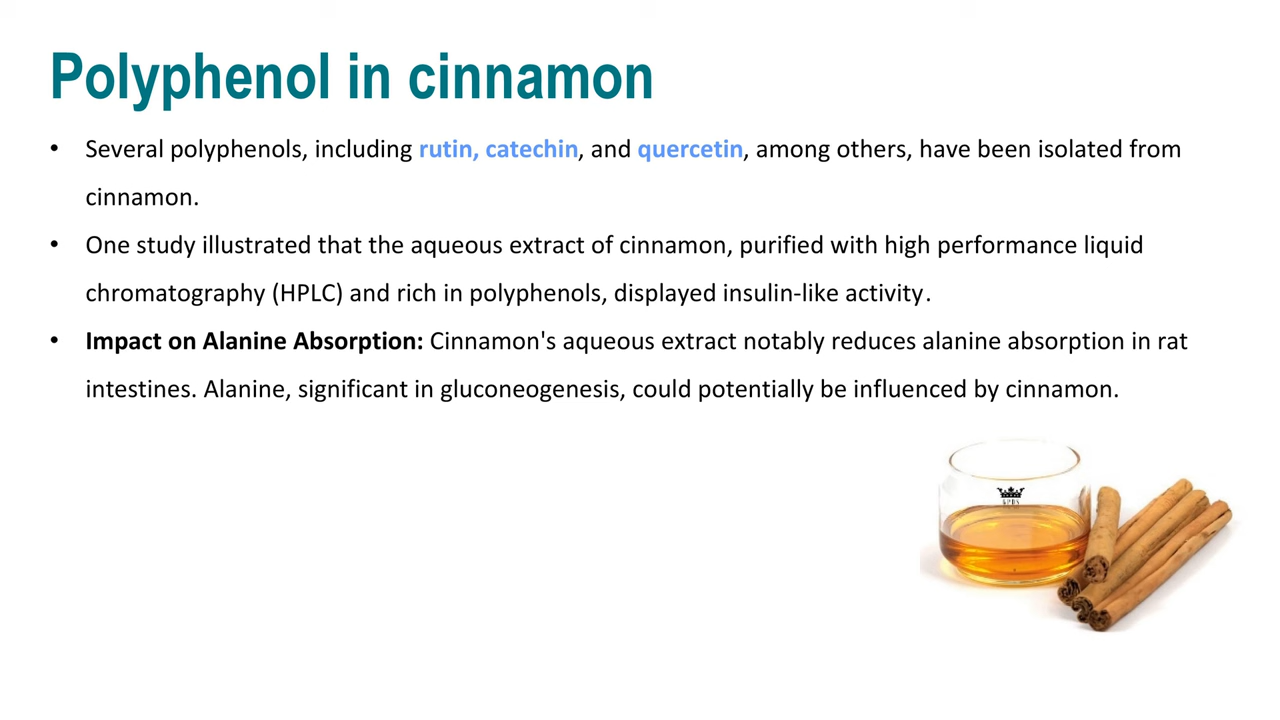 Polyphenol in cinnamon
• Several polyphenols, including rutin, catechin, and quercetin, among others, have been isolated from
cinnamon.
• One study illustrated that the aqueous extract of cinnamon, purified with high performance liquid
chromatography (HPLC) and rich in polyphenols, displayed insulin-like activity.
• Impact on Alanine Absorption: Cinnamon's aqueous extract notably reduces alanine absorption in rat
intestines. Alanine, significant in gluconeogenesis, could potentially be influenced by cinnamon.